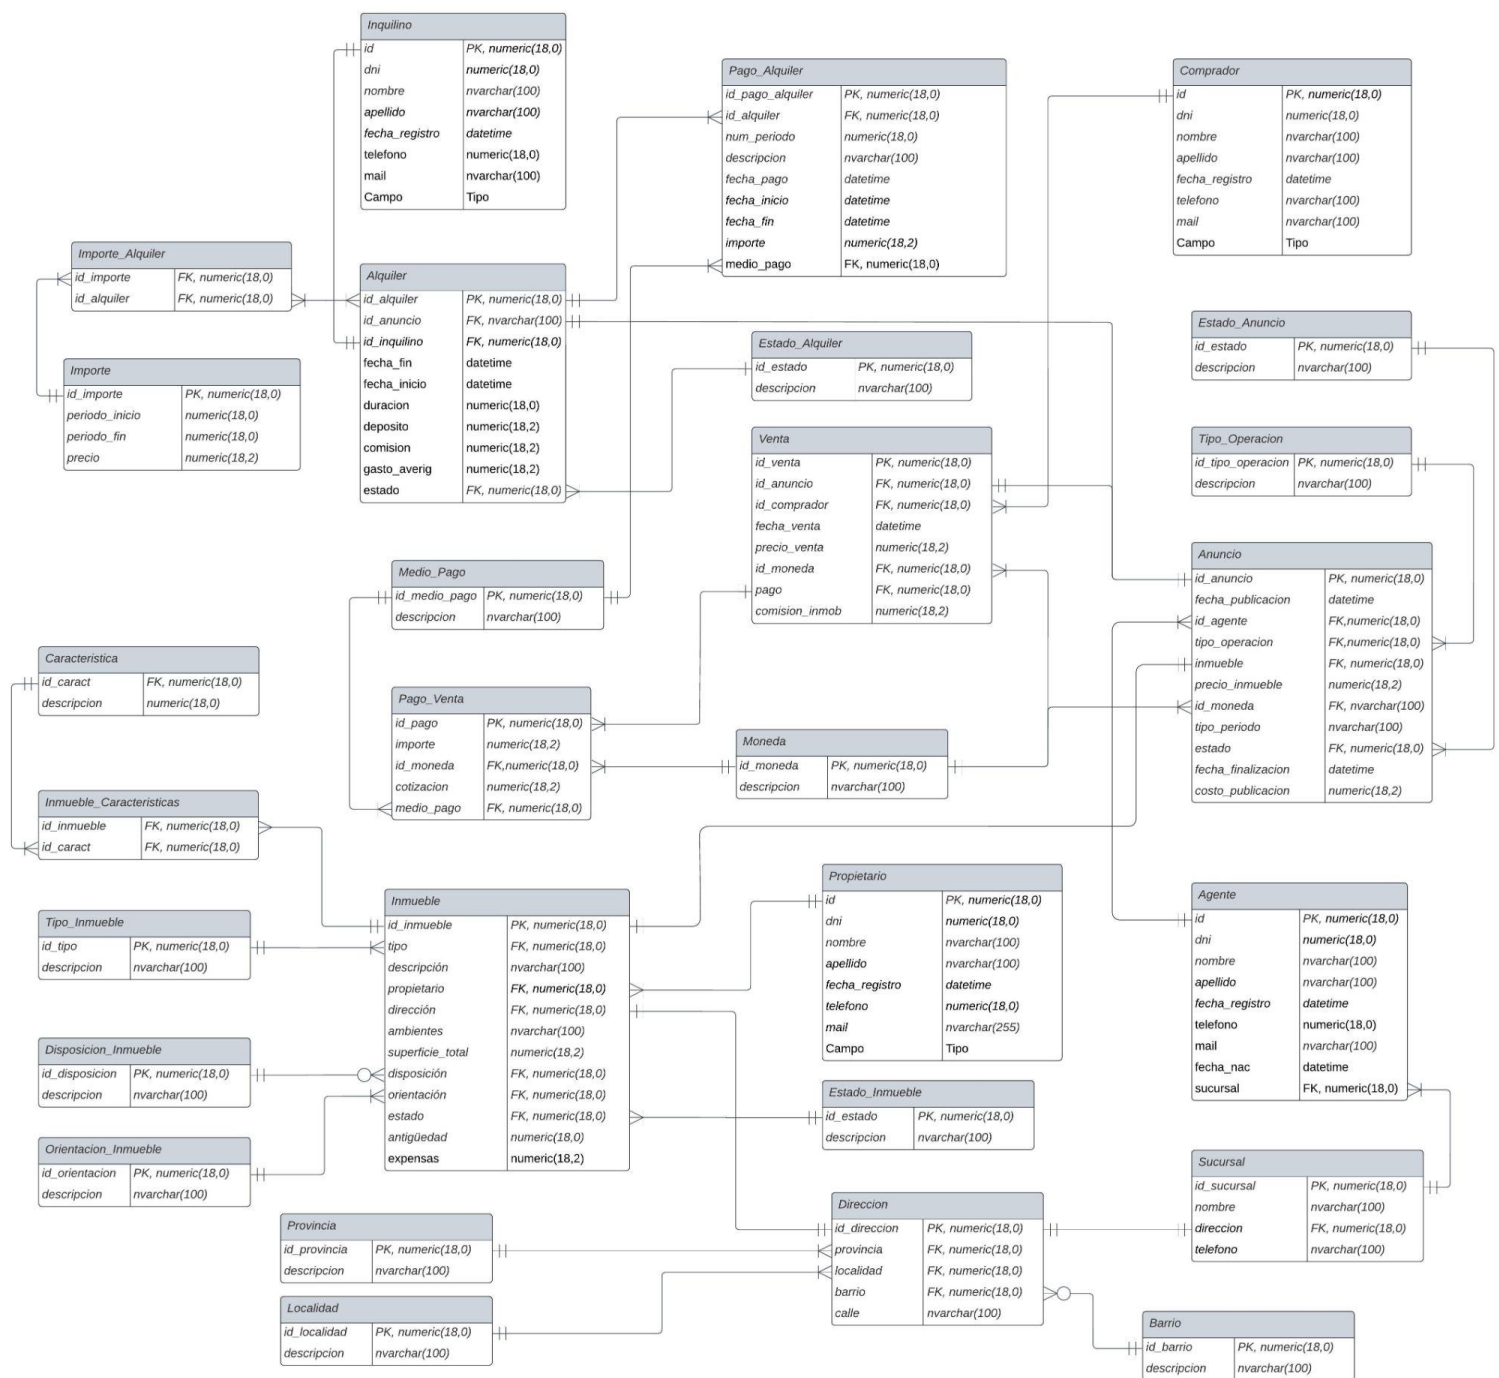 Inquilino
id PK, numeric(18,0)
dni numeric(18,0)
nombre nvarchar(100)
apellido nvarchar(100)
fecha_registro datetime
telefono numeric(18,0)
mail nvarchar(100)
Campo Tipo
Pago_Alquiler
id_pago_alquiler PK, numeric(18,0)
id_alquiler FK, numeric(18,0)
num_periodo numeric(18,0)
descripcion nvarchar(100)
fecha_pago datetime
fecha_inicio datetime
fecha_fin datetime
importe numeric(18,2)
medio_pago FK, numeric(18,0)
Comprador
id PK, numeric(18,0)
dni numeric(18,0)
nombre nvarchar(100)
apellido nvarchar(100)
fecha_registro datetime
telefono nvarchar(100)
mail nvarchar(100)
Campo Tipo
Importe_Alquiler
id_importe FK, numeric(18,0)
id_alquiler FK, numeric(18,0)
Alquiler
id_alquiler PK, numeric(18,0)
id_anuncio FK, nvarchar(100)
id_inquilino FK, numeric(18,0)
fecha_fin datetime
fecha_inicio datetime
duracion numeric(18,0)
deposito numeric(18,2)
comision numeric(18,2)
gasto_averig numeric(18,2)
estado FK, numeric(18,0)
Importe
id_importe PK, numeric(18,0)
periodo_inicio numeric(18,0)
periodo_fin numeric(18,0)
precio numeric(18,2)
Estado_Alquiler
id_estado PK, numeric(18,0)
descripcion nvarchar(100)
Estado_Anuncio
id_estado PK, numeric(18,0)
descripcion nvarchar(100)
Venta
id_venta PK, numeric(18,0)
id_anuncio FK, numeric(18,0)
id_comprador FK, numeric(18,0)
fecha_venta datetime
precio_venta numeric(18,2)
id_moneda FK, numeric(18,0)
pago FK, numeric(18,0)
comision_inmob numeric(18,2)
Tipo_Operacion
id_tipo_operacion PK, numeric(18,0)
descripcion nvarchar(100)
Anuncio
id_anuncio PK, numeric(18,0)
fecha_publicacion datetime
id_agente FK,numeric(18,0)
tipo_operacion FK,numeric(18,0)
inmueble FK, numeric(18,0)
precio_inmueble numeric(18,2)
id_moneda FK, nvarchar(100)
tipo_periodo nvarchar(100)
estado FK, numeric(18,0)
fecha_finalizacion datetime
costo_publicacion numeric(18,2)
Medio_Pago
id_medio_pago PK, numeric(18,0)
descripcion nvarchar(100)
Caracteristica
id_caract FK, numeric(18,0)
descripcion numeric(18,0)
Pago_Venta
id_pago PK, numeric(18,0)
importe numeric(18,2)
id_moneda FK,numeric(18,0)
cotizacion numeric(18,2)
medio_pago FK, numeric(18,0)
Moneda
id_moneda PK, numeric(18,0)
descripcion nvarchar(100)
Inmueble_Caracteristicas
id_inmueble FK, numeric(18,0)
id_caract FK, numeric(18,0)
Inmueble
id_inmueble PK, numeric(18,0)
tipo FK, numeric(18,0)
descripción nvarchar(100)
propietario FK, numeric(18,0)
dirección FK, numeric(18,0)
ambientes nvarchar(100)
superficie_total numeric(18,2)
disposición FK, numeric(18,0)
orientación FK, numeric(18,0)
estado FK, numeric(18,0)
antigüedad numeric(18,0)
expensas numeric(18,2)
Propietario
id PK, numeric(18,0)
dni numeric(18,0)
nombre nvarchar(100)
apellido nvarchar(100)
fecha_registro datetime
telefono numeric(18,0)
mail nvarchar(255)
Campo Tipo
Agente
id PK, numeric(18,0)
dni numeric(18,0)
nombre nvarchar(100)
apellido nvarchar(100)
fecha_registro datetime
telefono numeric(18,0)
mail nvarchar(100)
fecha_nac datetime
sucursal FK, numeric(18,0)
Tipo_Inmueble
id_tipo PK, numeric(18,0)
descripcion nvarchar(100)
Disposicion_Inmueble
id_disposicion PK, numeric(18,0)
descripcion nvarchar(100)
Estado_Inmueble
id_estado PK, numeric(18,0)
descripcion nvarchar(100)
Orientacion_Inmueble
id_orientacion PK, numeric(18,0)
descripcion nvarchar(100)
Sucursal
id_sucursal PK, numeric(18,0)
nombre nvarchar(100)
direccion FK, numeric(18,0)
telefono nvarchar(100)
Direccion
id_direccion PK, numeric(18,0)
provincia FK, numeric(18,0)
localidad FK, numeric(18,0)
barrio FK, numeric(18,0)
calle nvarchar(100)
Provincia
id_provincia PK, numeric(18,0)
descripcion nvarchar(100)
Localidad
id_localidad PK, numeric(18,0)
descripcion nvarchar(100)
Barrio
id_barrio PK, numeric(18,0)
descripcion nvarchar(100)